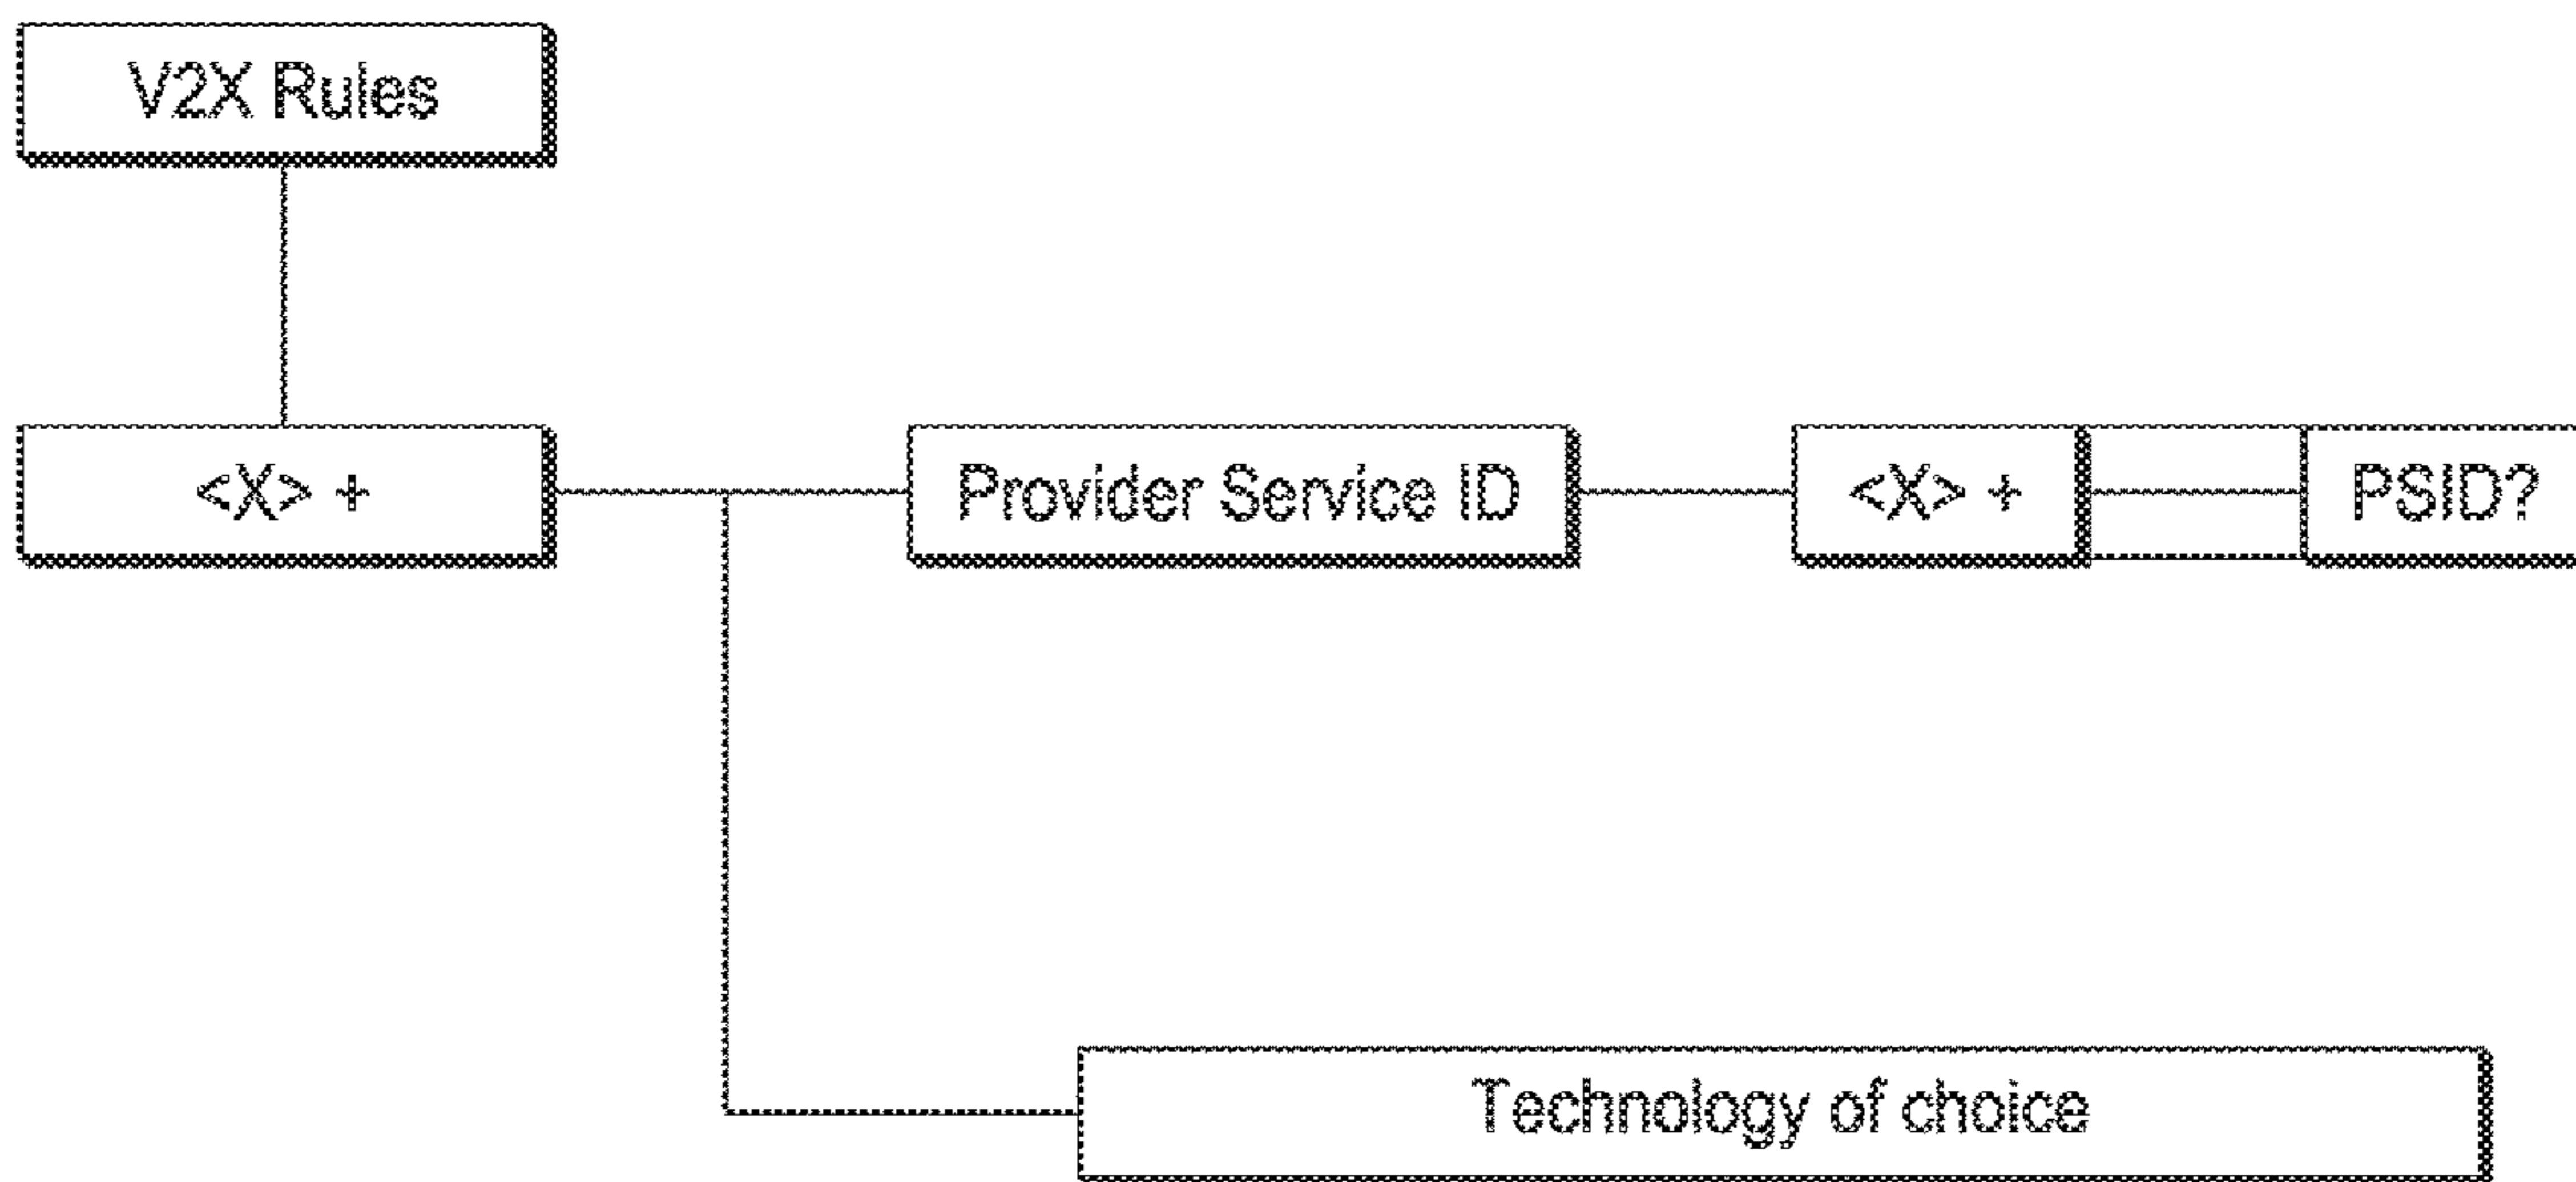 V2X Rules
<X> +
Provider Service ID
<X> +
PSID?
Technology of choice